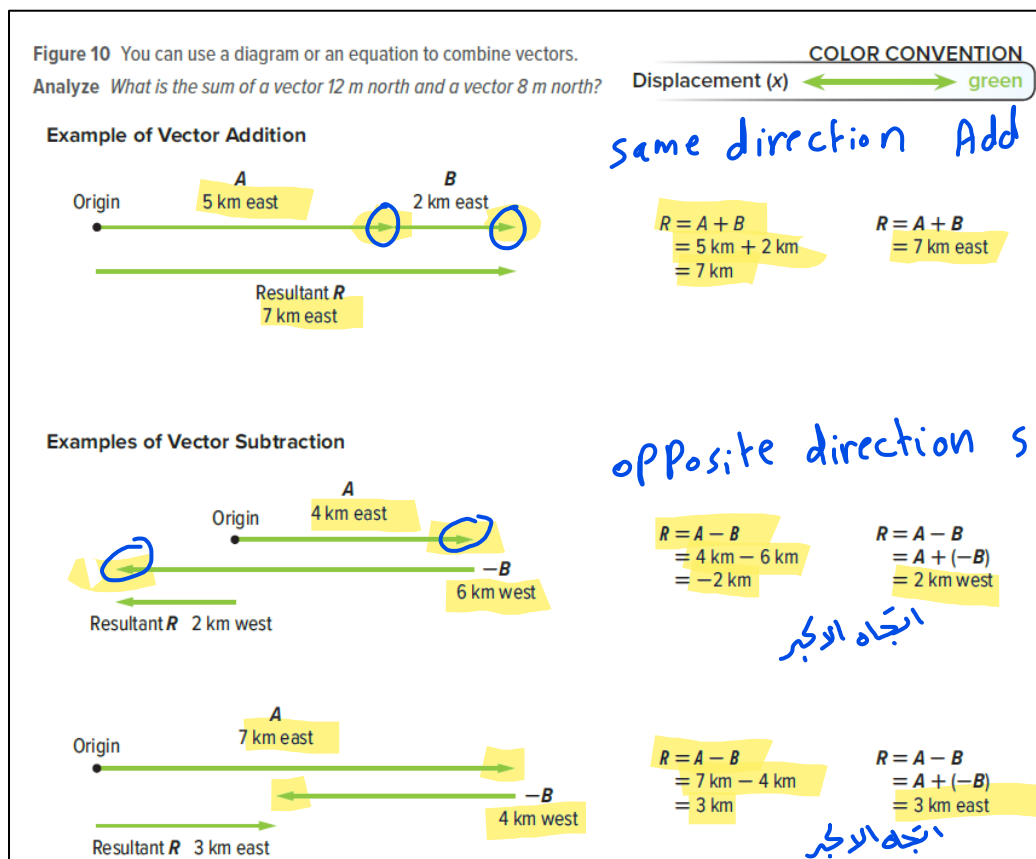 Figure 10 You can use a diagram or an equation to combine vectors.
Analyze What is the sum of a vector 12 m north and a vector 8 m north?
COLOR CONVENTION
Displacement (x) green
Example of Vector Addition
same direction Add
Origin
A
5 km east
B
2 km east
Resultant R
7 km east
R = A + B
= 5 km + 2 km
= 7 km
R = A + B
= 7 km east
Examples of Vector Subtraction
opposite direction s
Origin
A
4 km east
−B
6 km west
Resultant R 2 km west
R = A − B
= 4 km − 6 km
= −2 km
R = A − B
= A + (−B)
= 2 km west
اتجاه الاكبر
Origin
A
7 km east
−B
4 km west
Resultant R 3 km east
R = A − B
= 7 km − 4 km
= 3 km
R = A − B
= A + (−B)
= 3 km east
اتجاه الاكبر